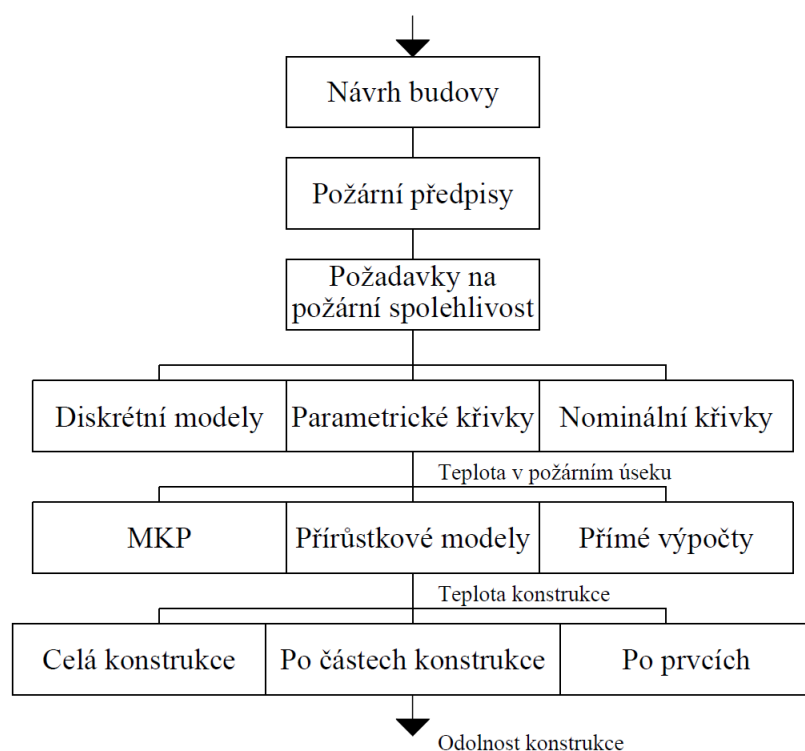 Návrh budovy
Požární předpisy
Požadavky na
požární spolehlivost
Diskrétní modely
Parametrické křivky
Nominální křivky
Teplota v požárním úseku
MKP
Přírůstkové modely
Přímé výpočty
Teplota konstrukce
Celá konstrukce
Po částech konstrukce
Po prvcích
Odolnost konstrukce